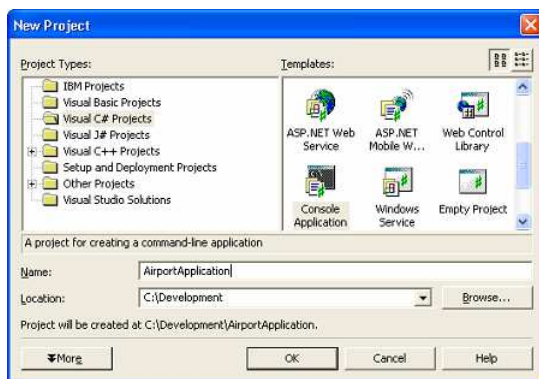 New Project
Project Types:
Templates:
IBM Projects
Visual Basic Projects
Visual C# Projects
Visual J# Projects
Visual C++ Projects
Setup and Deployment Projects
Other Projects
Visual Studio Solutions
ASP.NET Web Service
ASP.NET Mobile W...
Web Control Library
Console Application
Windows Service
Empty Project
A project for creating a command-line application
Name:
AirportApplication
Location:
C:\Development
Browse...
Project will be created at C:\Development\AirportApplication.
More
OK
Cancel
Help